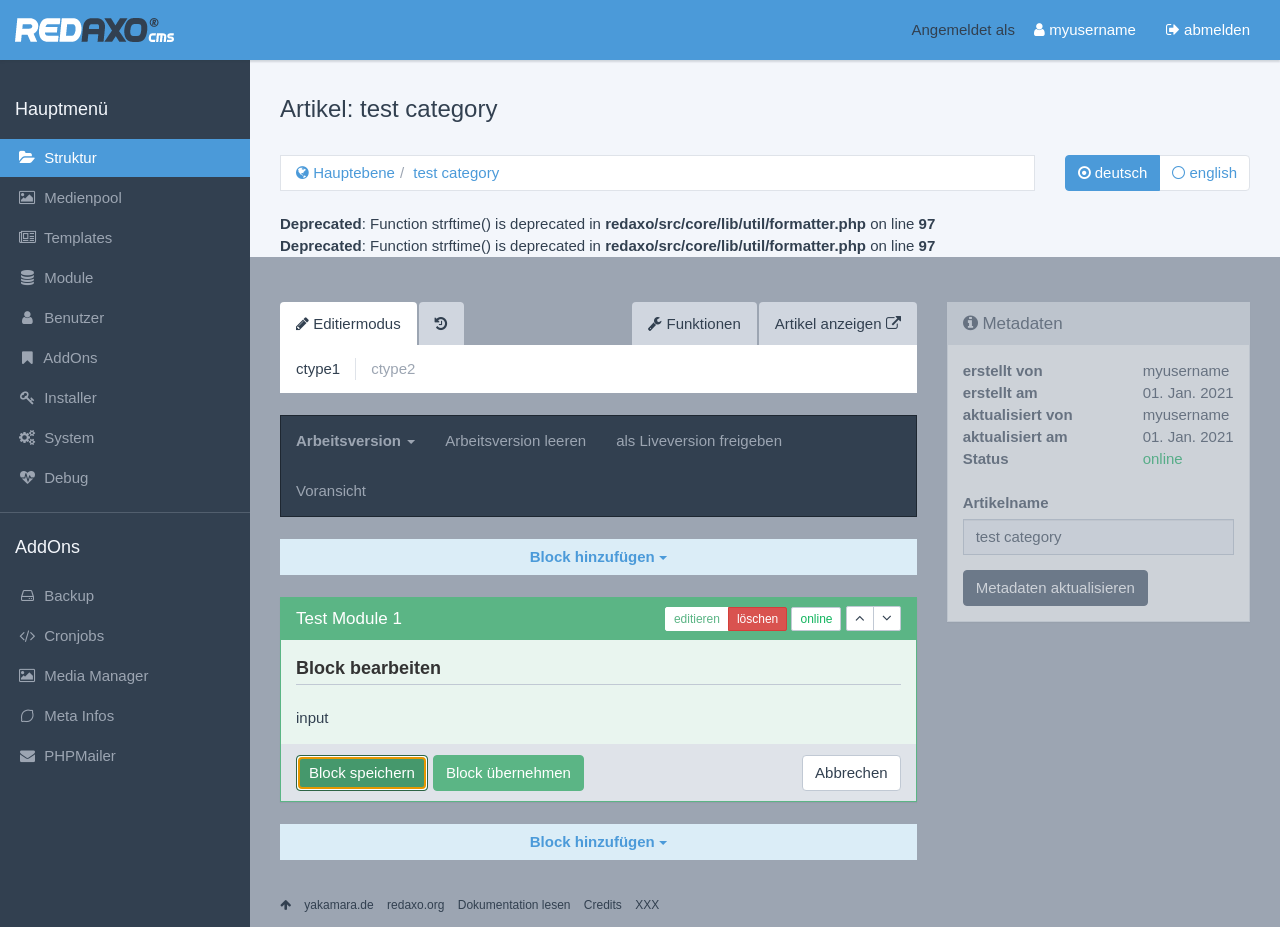 REDAXO® cms
Angemeldet als myusername abmelden
Hauptmenü
Struktur
Medienpool
Templates
Module
Benutzer
AddOns
Installer
System
Debug
AddOns
Backup
Cronjobs
Media Manager
Meta Infos
PHPMailer
Artikel: test category
Hauptebene / test category
deutsch english
Deprecated: Function strftime() is deprecated in redaxo/src/core/lib/util/formatter.php on line 97
Deprecated: Function strftime() is deprecated in redaxo/src/core/lib/util/formatter.php on line 97
Editiermodus Funktionen Artikel anzeigen
ctype1 ctype2
Arbeitsversion Arbeitsversion leeren als Liveversion freigeben
Voransicht
Block hinzufügen
Test Module 1 editieren löschen online
Block bearbeiten
input
Block speichern Block übernehmen Abbrechen
Block hinzufügen
Metadaten
erstellt von myusername
erstellt am 01. Jan. 2021
aktualisiert von myusername
aktualisiert am 01. Jan. 2021
Status online
Artikelname
test category
Metadaten aktualisieren
yakamara.de redaxo.org Dokumentation lesen Credits XXX